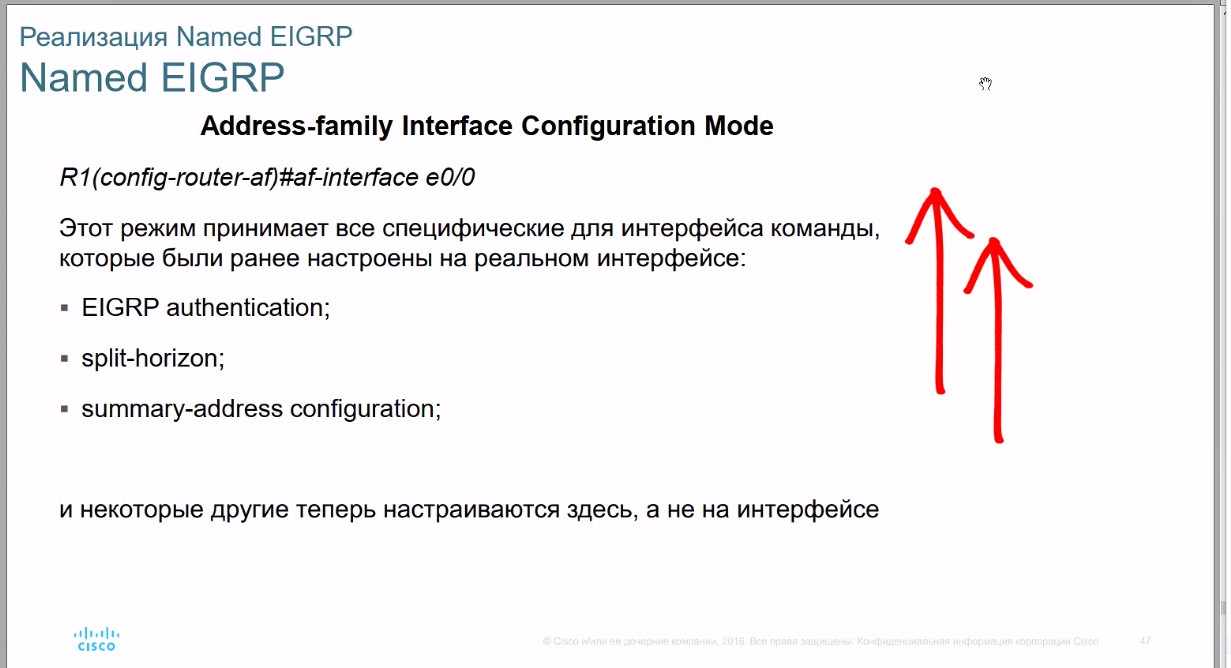 Реализация Named EIGRP
Named EIGRP
Address-family Interface Configuration Mode
R1(config-router-af)#af-interface e0/0
Этот режим принимает все специфические для интерфейса команды,
которые были ранее настроены на реальном интерфейсе:
EIGRP authentication;
split-horizon;
summary-address configuration;
и некоторые другие теперь настраиваются здесь, а не на интерфейсе
CISCO
© Cisco и/или ее дочерние компании, 2016. Все права защищены. Конфиденциальная информация корпорации Cisco
47